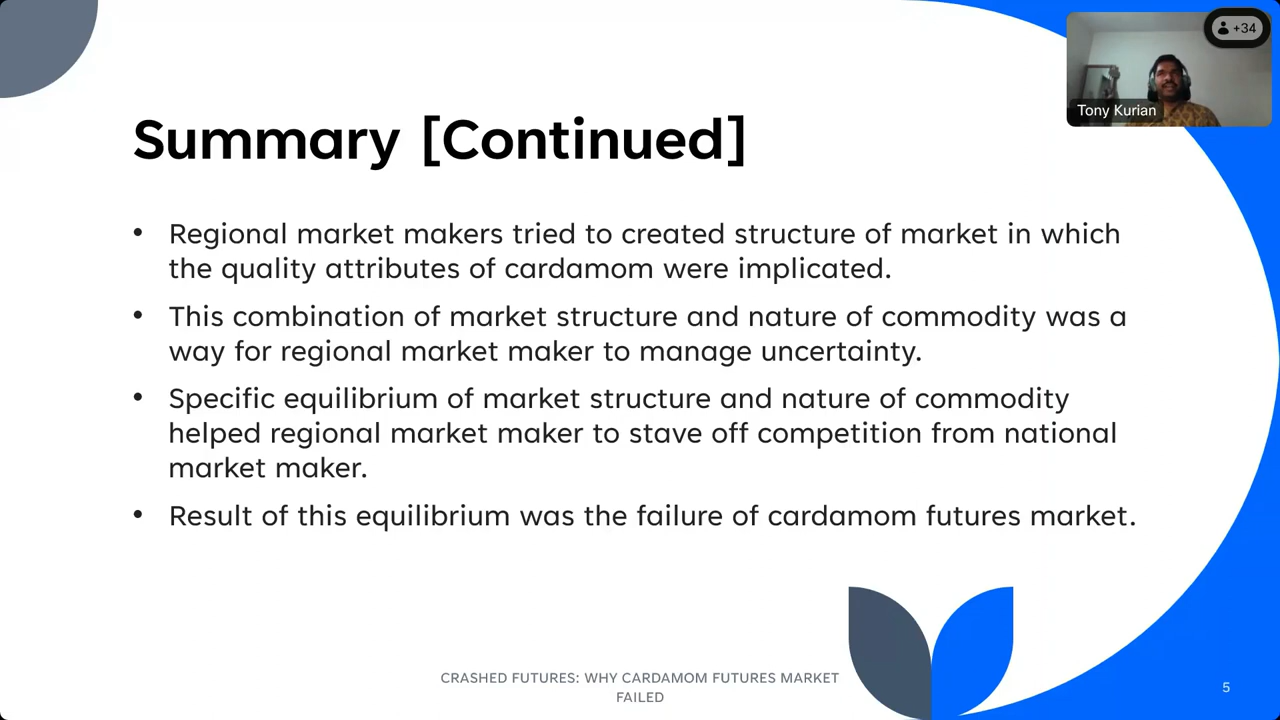 +34
Tony Kurian
Summary [Continued]
• Regional market makers tried to created structure of market in which
the quality attributes of cardamom were implicated.
• This combination of market structure and nature of commodity was a
way for regional market maker to manage uncertainty.
• Specific equilibrium of market structure and nature of commodity
helped regional market maker to stave off competition from national
market maker.
• Result of this equilibrium was the failure of cardamom futures market.
CRASHED FUTURES: WHY CARDAMOM FUTURES MARKET
FAILED
5